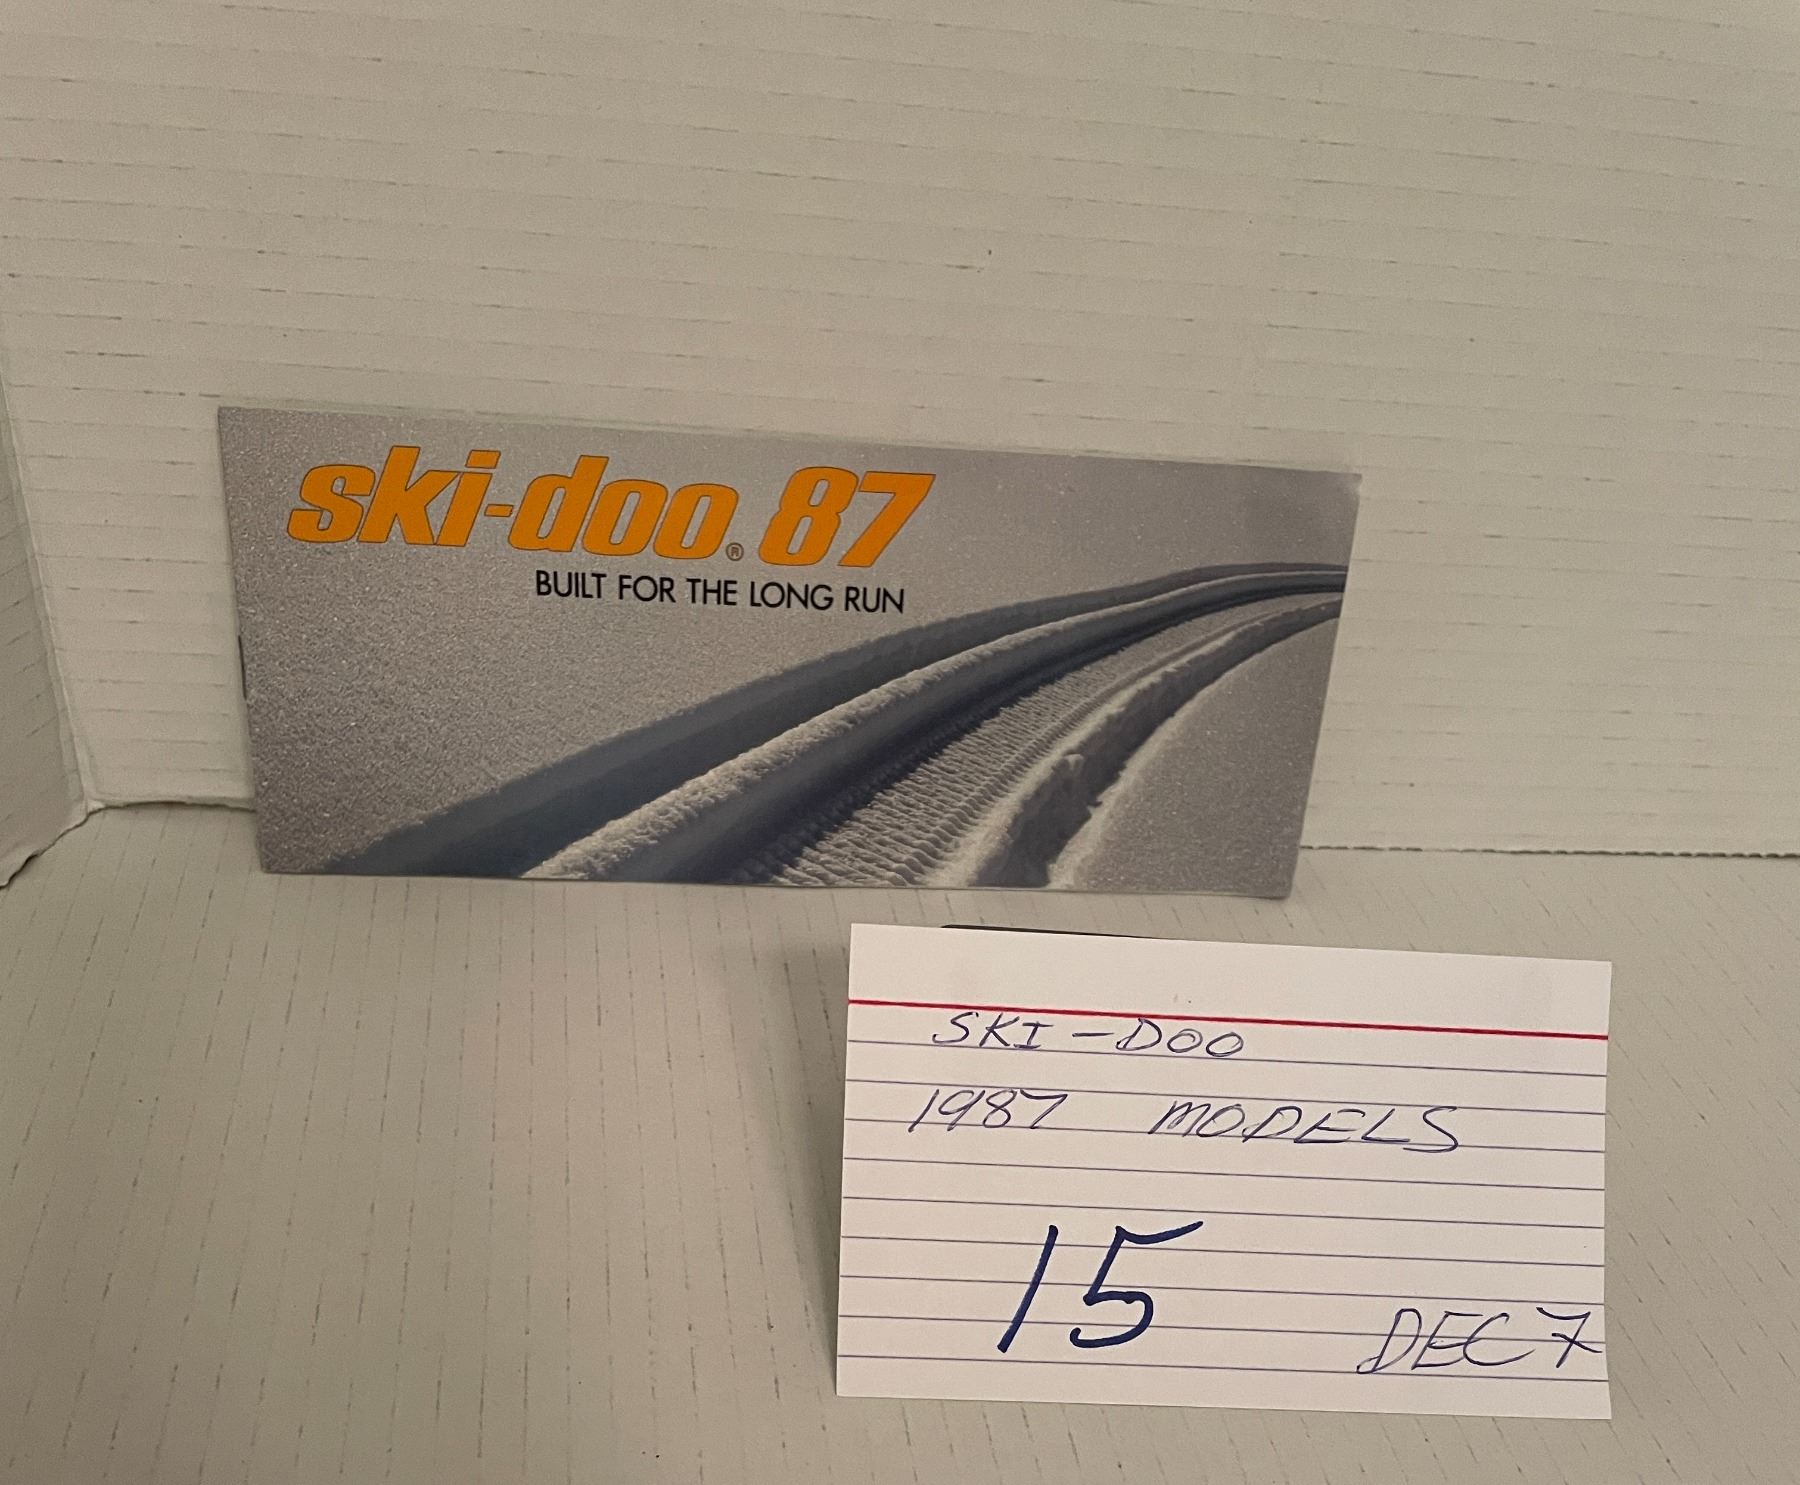 ski-doo® 87
BUILT FOR THE LONG RUN
SKI-DOO
1987 MODELS
15
DEC 7